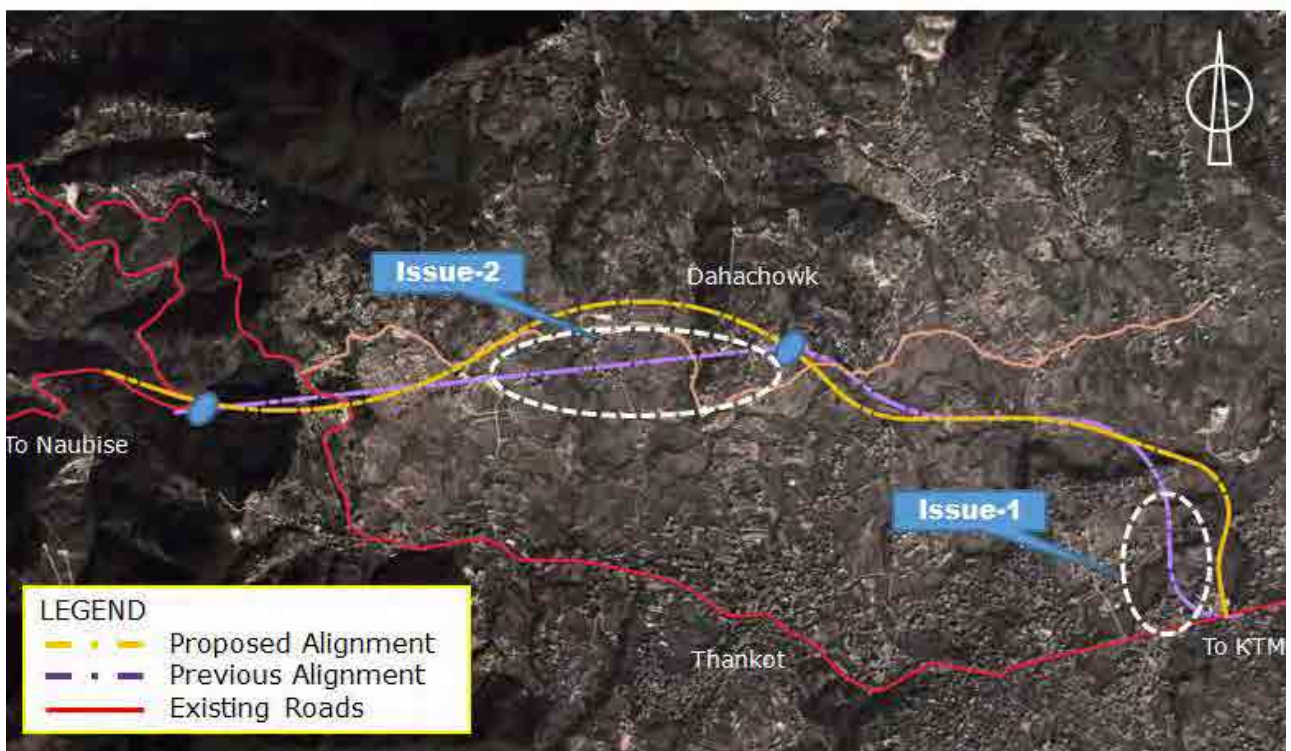 Issue-2
Dahachowk
To Naubise
Issue-1
Thankot
To KTM
LEGEND
Proposed Alignment
Previous Alignment
Existing Roads